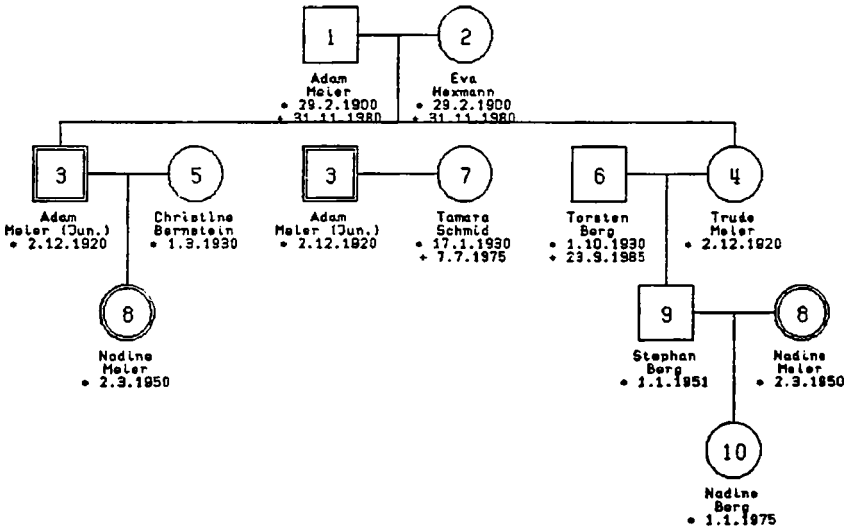 1
2
Adam
Meier
* 29.2.1900
+ 31.11.1980
Eva
Hexmann
* 29.2.1900
+ 31.11.1980
3
5
3
7
6
4
Adam
Meier (Jun.)
* 2.12.1920
Christine
Bernstein
* 1.3.1930
Adam
Meier (Jun.)
* 2.12.1920
Tamara
Schmid
* 17.1.1930
+ 7.7.1975
Torsten
Berg
* 1.10.1930
+ 23.9.1985
Trude
Meier
* 2.12.1920
8
9
8
Nadine
Meier
* 2.3.1950
Stephan
Berg
* 1.1.1951
Nadine
Meier
* 2.3.1950
10
Nadine
Berg
* 1.1.1975